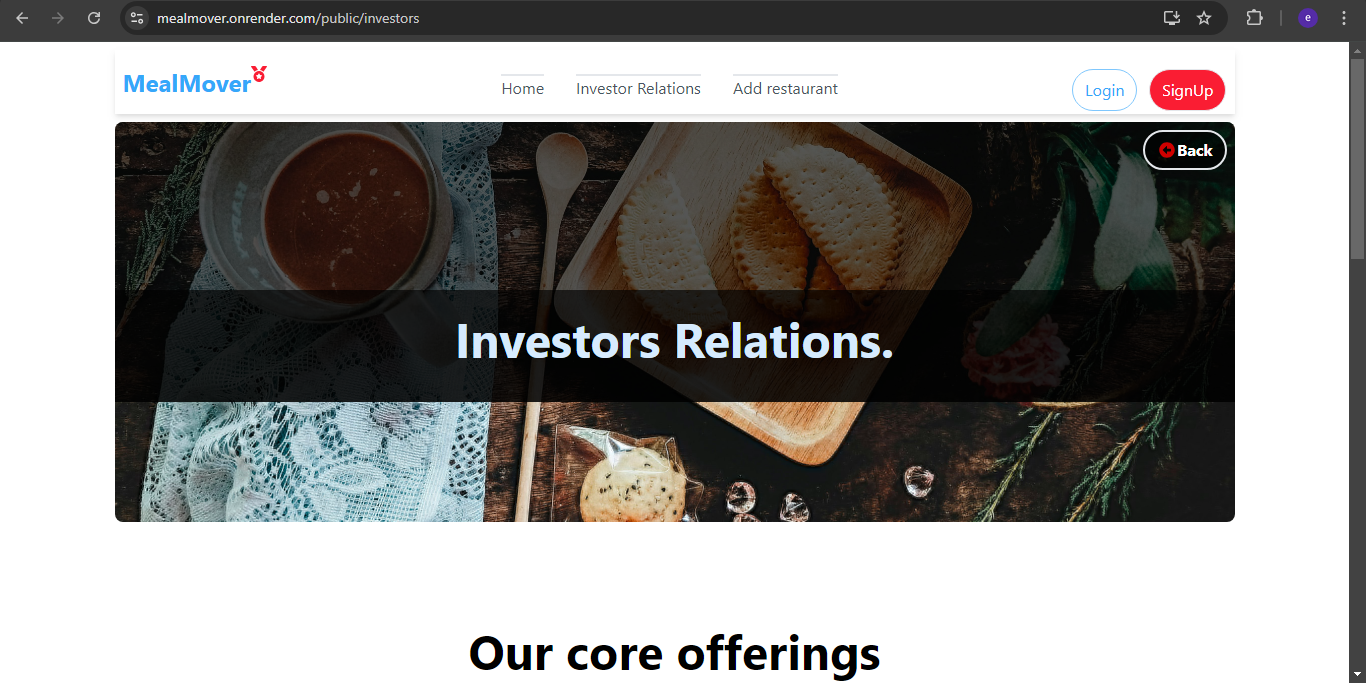 mealmover.onrender.com/public/investors
e
MealMover
Home
Investor Relations
Add restaurant
Login
SignUp
Back
Investors Relations.
Our core offerings